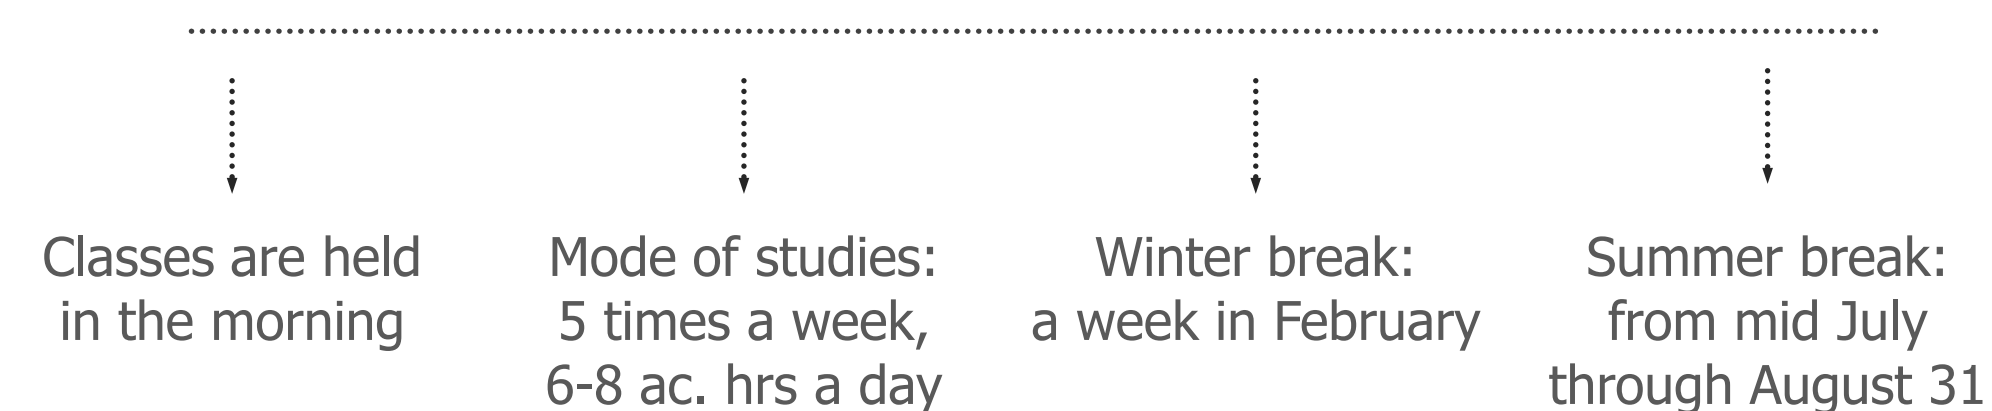 Classes are held
in the morning
Mode of studies:
5 times a week,
6-8 ac. hrs a day
Winter break:
a week in February
Summer break:
from mid July
through August 31